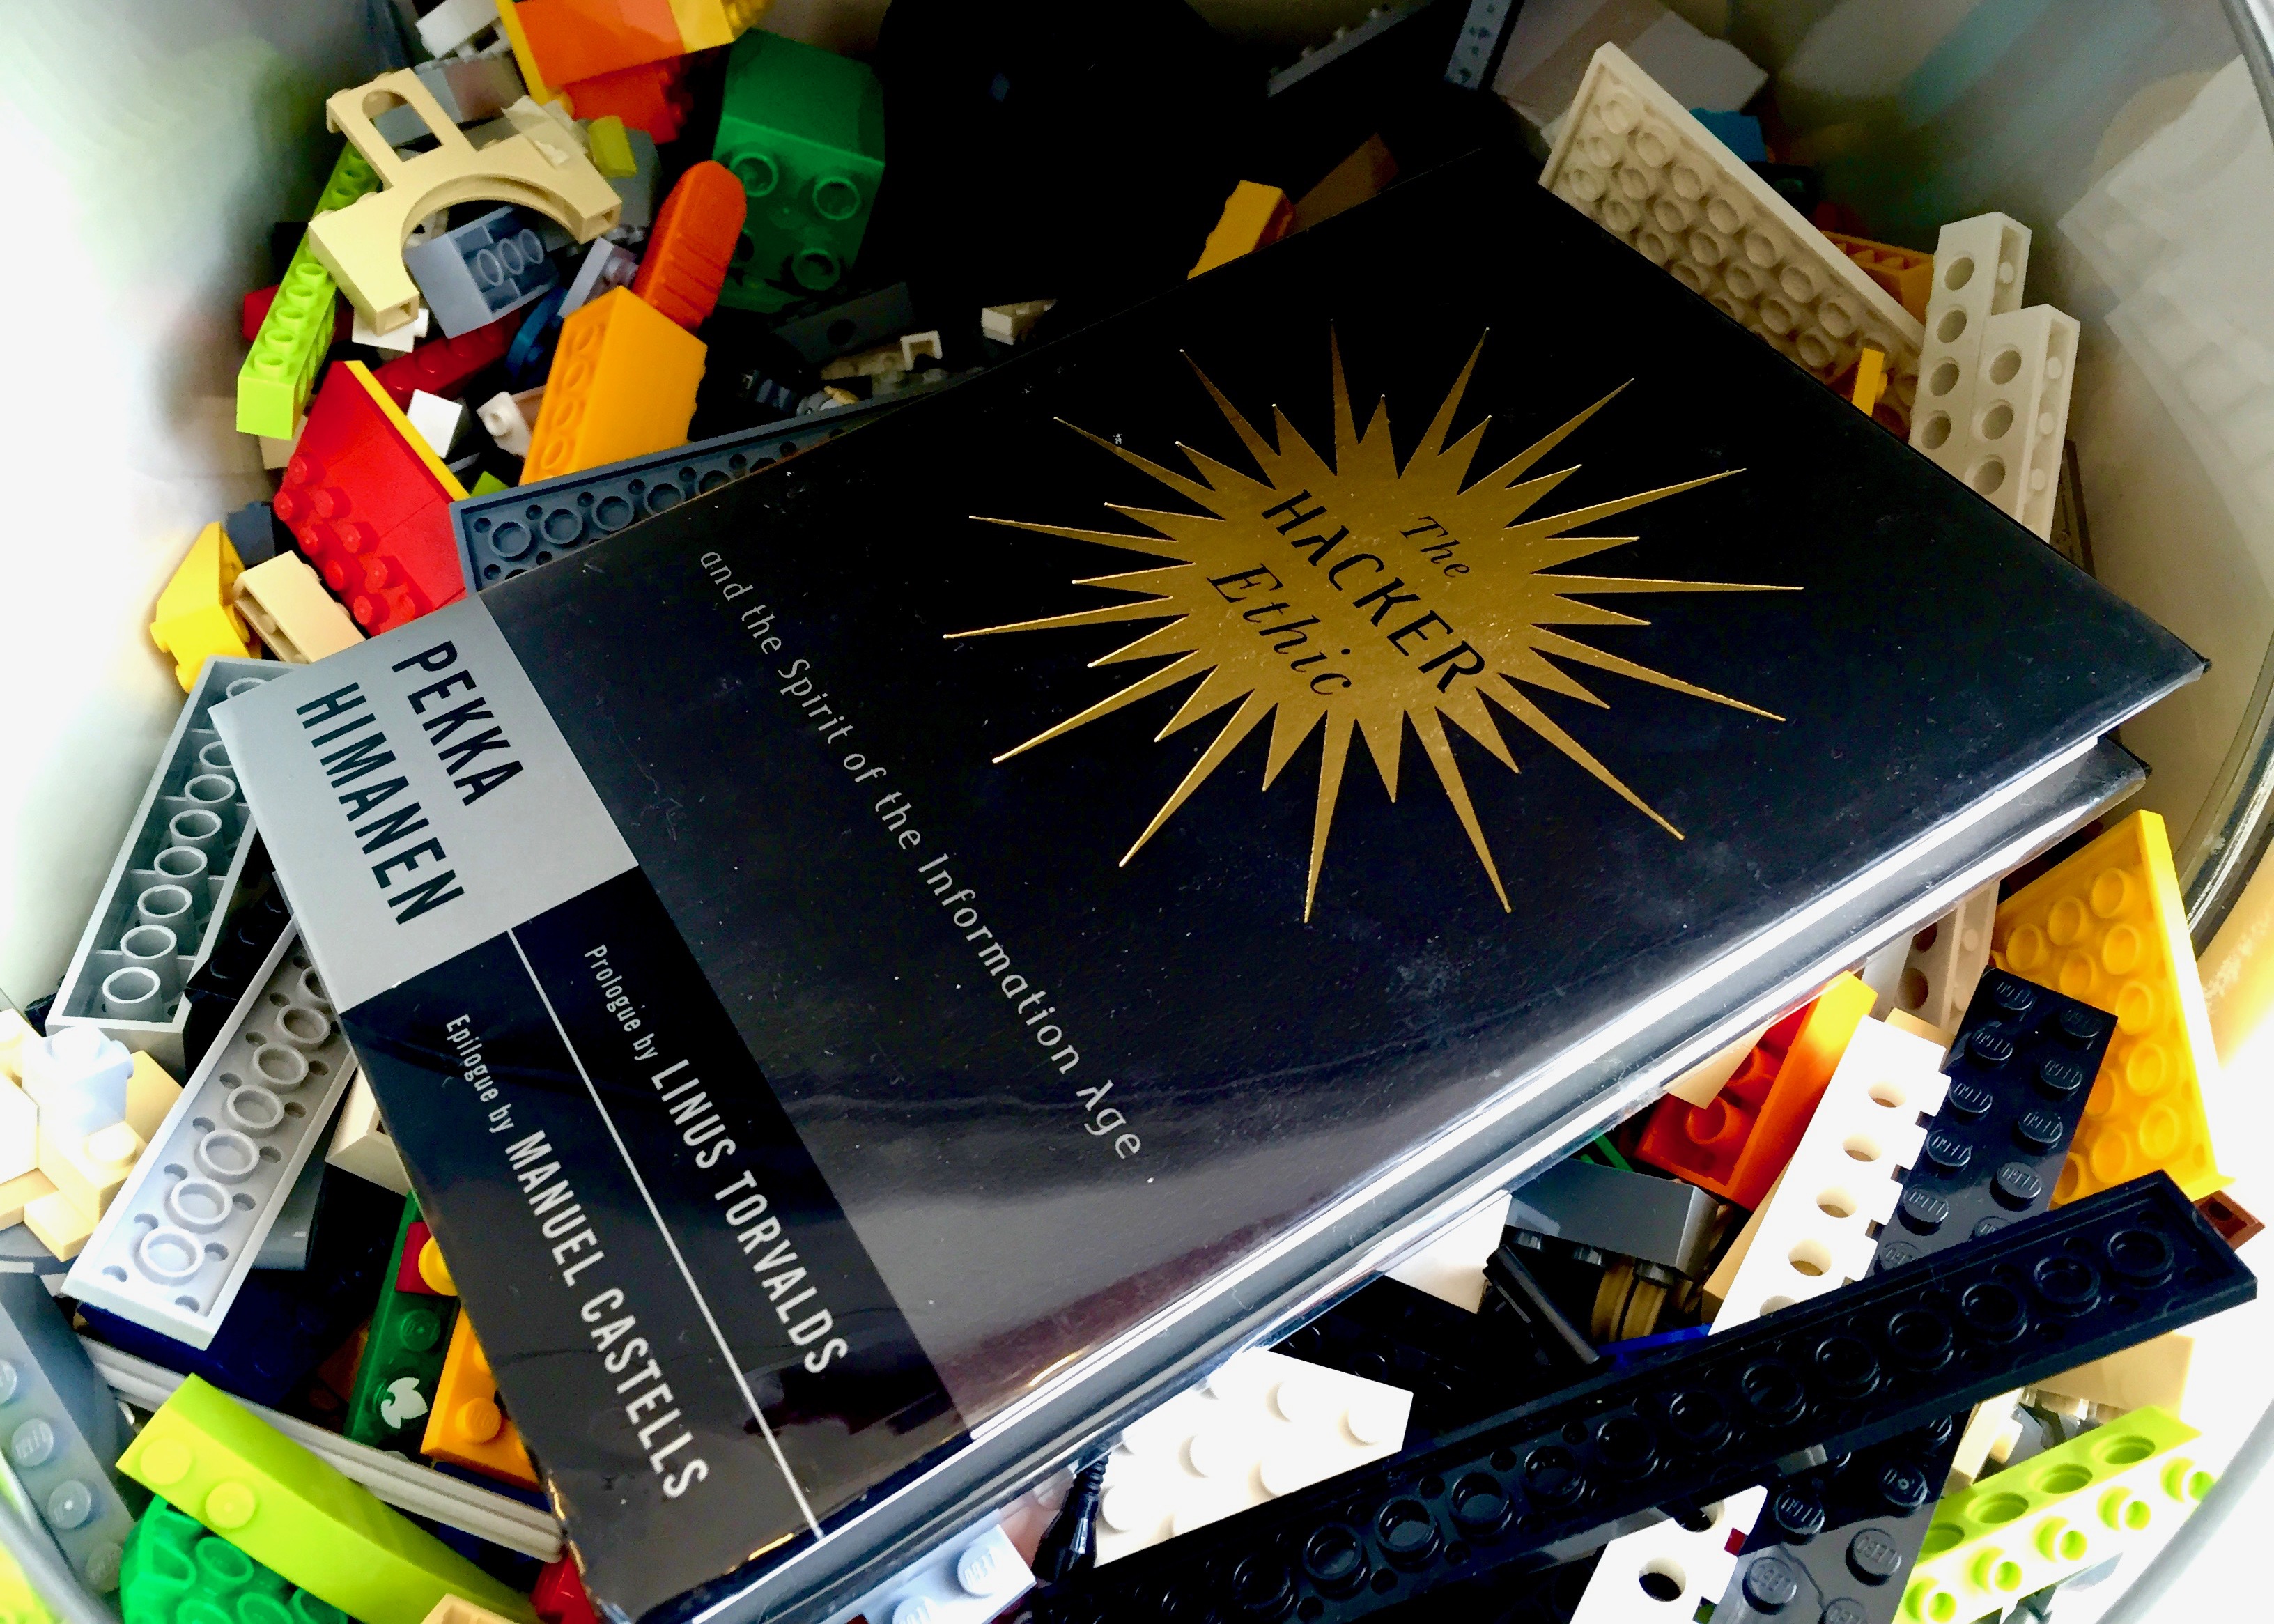 The
HACKER
Ethic
and the Spirit of the Information Age
PEKKA
HIMANEN
Prologue by LINUS TORVALDS
Epilogue by MANUEL CASTELLS